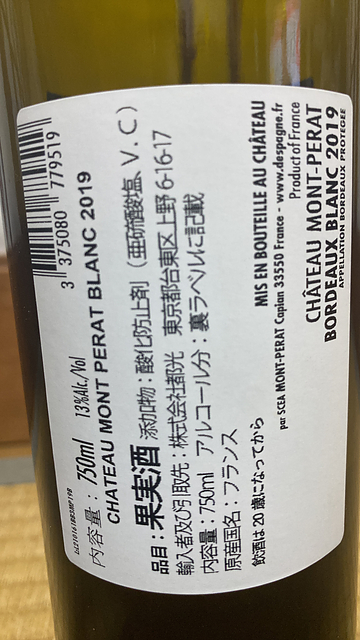 MIS EN BOUTEILLE AU CHÂTEAU
par SCEA MONT-PERAT Capian 33550 France - www.despagne.fr
Product of France
CHÂTEAU MONT-PERAT
BORDEAUX BLANC 2019
APPELLATION BORDEAUX PROTÉGÉE
3 375080 779519
内容量: 750ml 13%Alc./Vol
CHATEAU MONT PERAT BLANC 2019
品目:果実酒 添加物:酸化防止剤(亜硫酸塩、V.C)
輸入者及び引取先:株式会社都光 東京都台東区上野 6-16-17
内容量:750ml アルコール分:裏ラベルに記載
原産国名:フランス
飲酒は20歳になってから